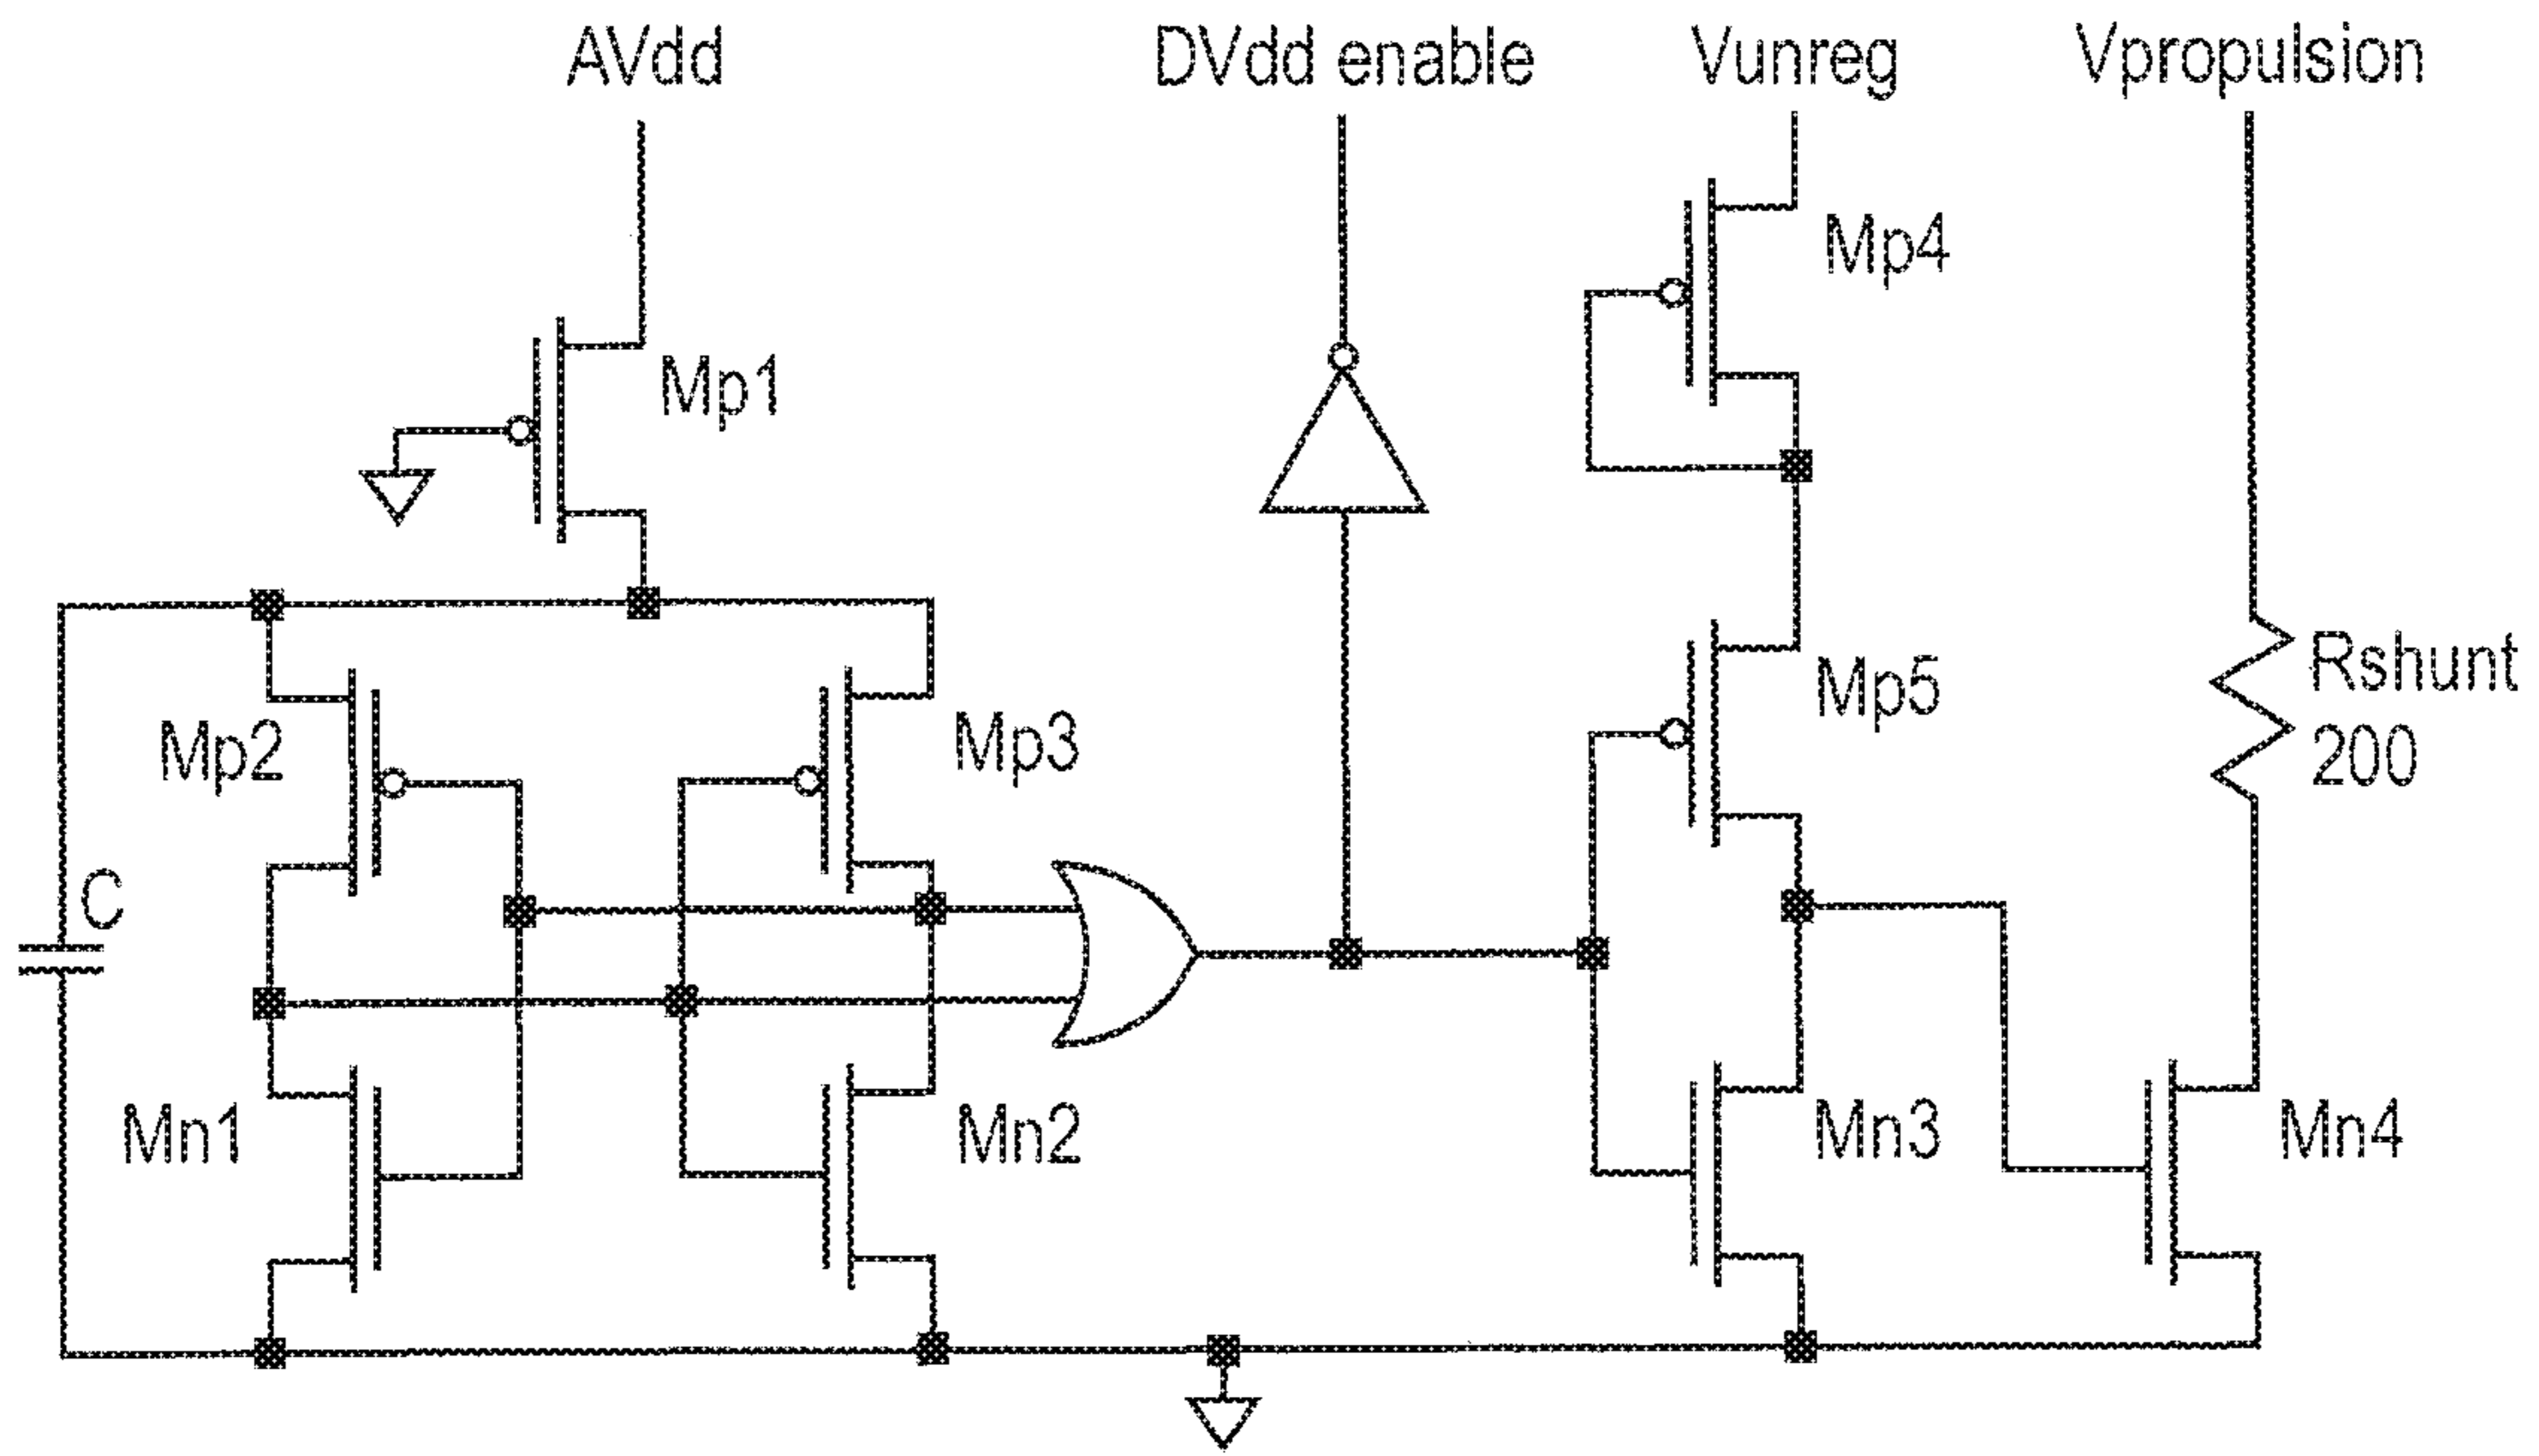 AVdd
DVdd enable
Vunreg
Vpropulsion
Mp4
Mp1
Rshunt
200
Mp5
Mp2
Mp3
C
Mn1
Mn2
Mn3
Mn4